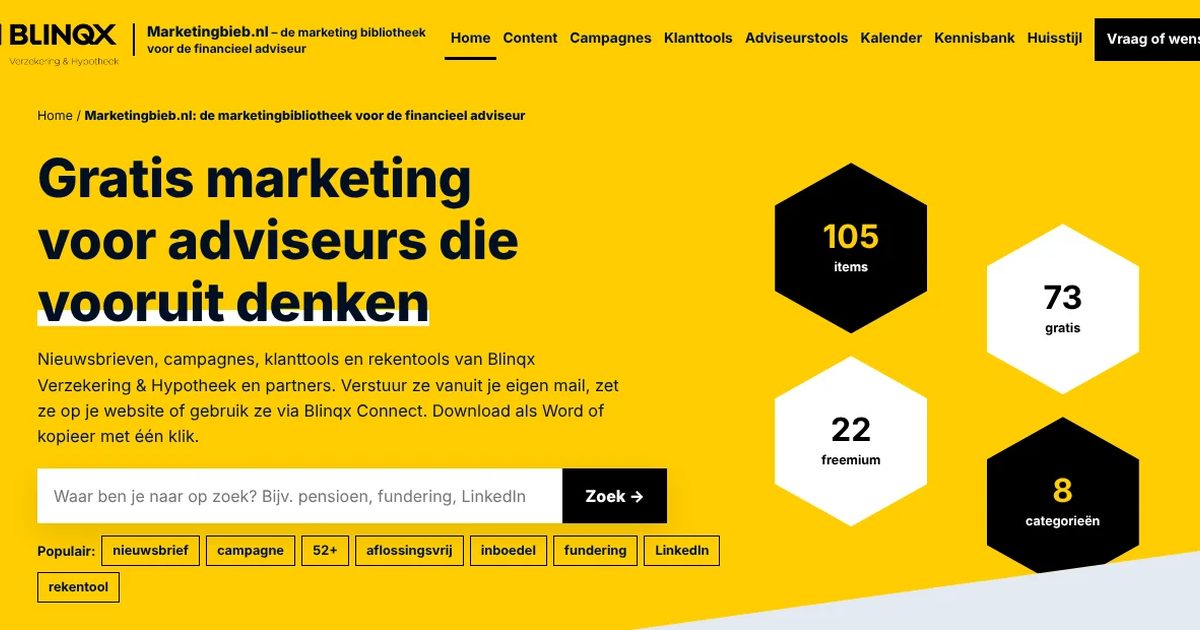 BLINQX
Verzekering & Hypotheek
Marketingbieb.nl – de marketing bibliotheek
voor de financieel adviseur
Home Content Campagnes Klanttools Adviseurstools Kalender Kennisbank Huisstijl Vraag of
Home / Marketingbieb.nl: de marketingbibliotheek voor de financieel adviseur
Gratis marketing
voor adviseurs die
vooruit denken
Nieuwsbrieven, campagnes, klanttools en rekentools van Blinqx
Verzekering & Hypotheek en partners. Verstuur ze vanuit je eigen mail, zet
ze op je website of gebruik ze via Blinqx Connect. Download als Word of
kopieer met één klik.
Waar ben je naar op zoek? Bijv. pensioen, fundering, LinkedIn
Zoek →
Populair: nieuwsbrief campagne 52+ aflossingsvrij inboedel fundering LinkedIn
rekentool
105
items
73
gratis
22
freemium
8
categorieën